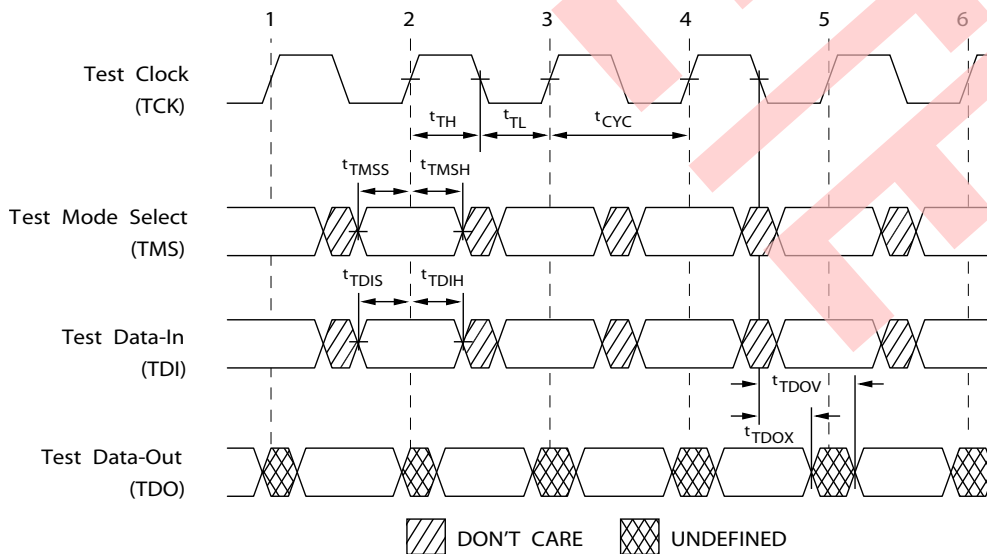 1 2 3 4 5 6
Test Clock
(TCK)
tTH tTL tCYC
tTMSS tTMSH
Test Mode Select
(TMS)
tTDIS tTDIH
Test Data-In
(TDI)
tTDOV
tTDOX
Test Data-Out
(TDO)
DON'T CARE UNDEFINED